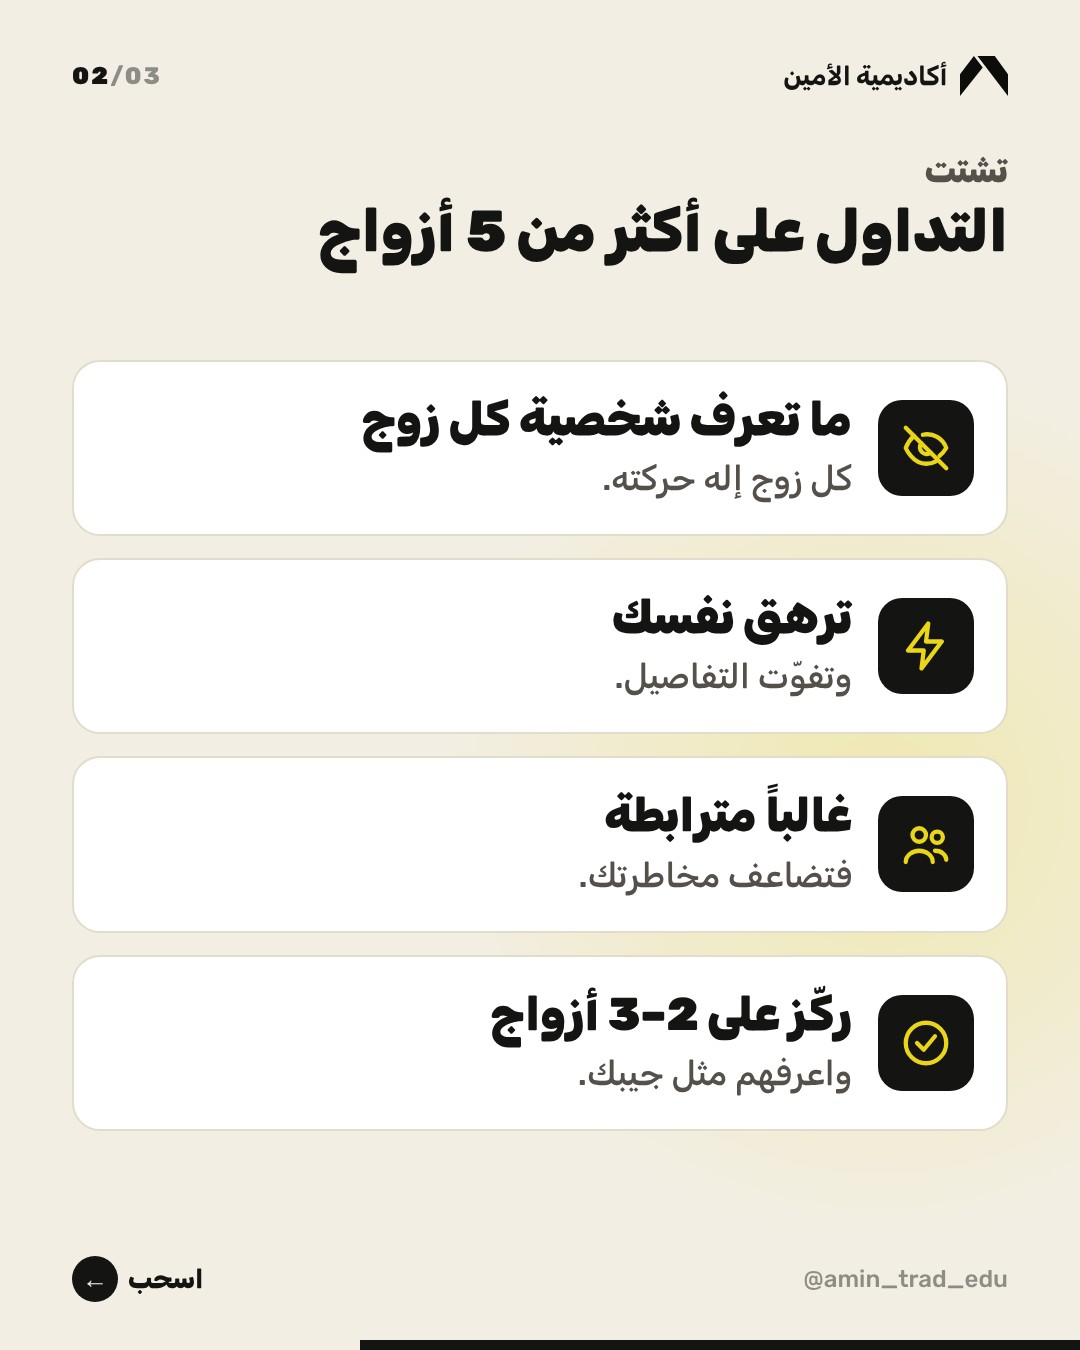 أكاديمية الأمين
02/03
تشتت
التداول على أكثر من 5 أزواج
ما تعرف شخصية كل زوج
كل زوج إله حركته.
ترهق نفسك
وتفوّت التفاصيل.
غالباً مترابطة
فتضاعف مخاطرتك.
ركّز على 2–3 أزواج
واعرفهم مثل جيبك.
@amin_trad_edu
اسحب ←